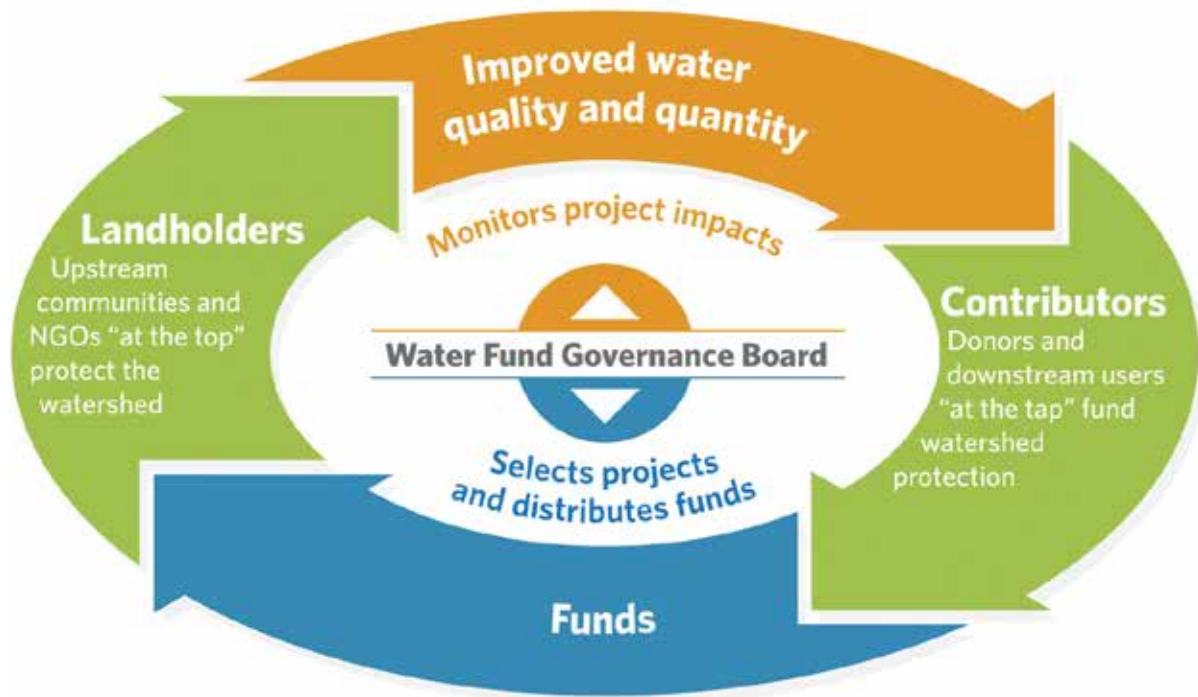 Improved water
quality and quantity
Monitors project impacts
Landholders
Upstream
communities and
NGOs “at the top”
protect the
watershed
Water Fund Governance Board
Contributors
Donors and
downstream users
“at the tap” fund
watershed
protection
Selects projects
and distributes funds
Funds